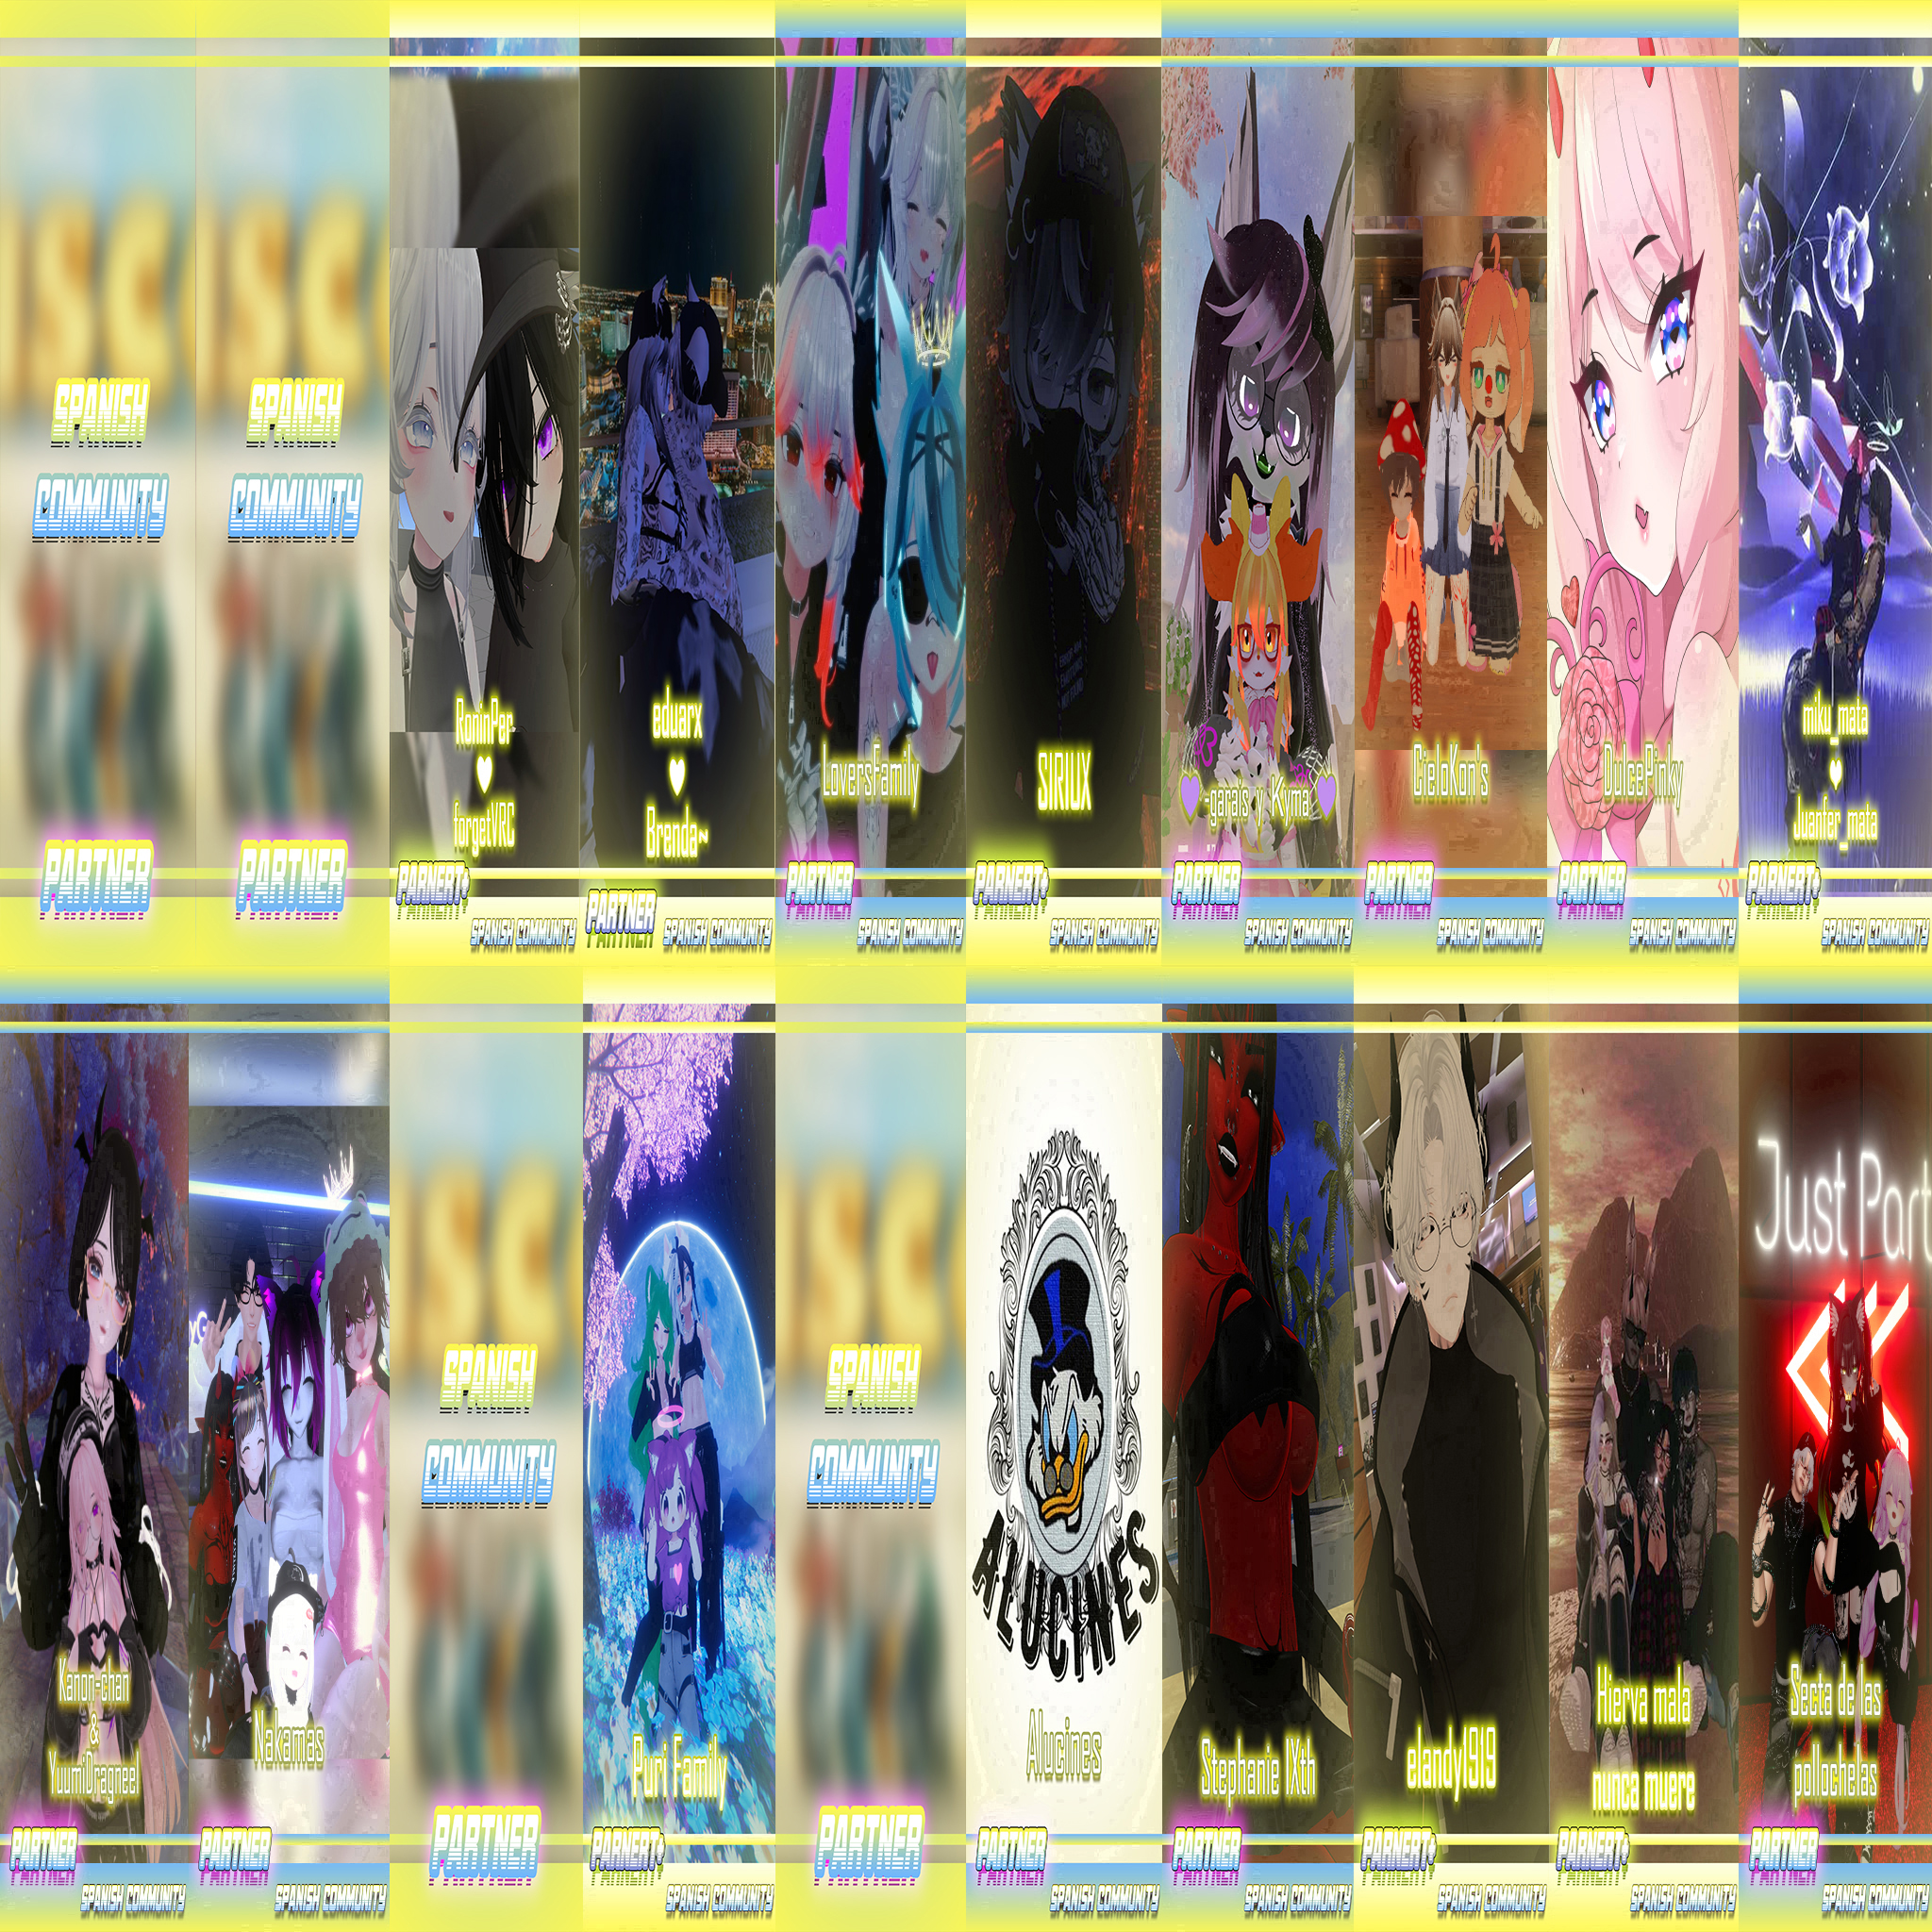 SPANISH
COMMUNITY
PARTNER
SPANISH
COMMUNITY
PARTNER
RoninPer
forgetVRC
PARNERT+
SPANISH COMMUNITY
eduarx
Brenda~
PARTNER
SPANISH COMMUNITY
LoversFamily
PARTNER
SPANISH COMMUNITY
SIRIUX
PARNERT+
SPANISH COMMUNITY
-garais y Kyma
PARTNER
SPANISH COMMUNITY
CieloKon's
PARTNER
SPANISH COMMUNITY
DulcePinky
PARTNER
SPANISH COMMUNITY
miku_mata
Juanfer_mata
PARNERT+
SPANISH COMMUNITY
Kanon-chan
&
YuumiDragneel
PARTNER
SPANISH COMMUNITY
Nakamas
PARTNER
SPANISH COMMUNITY
SPANISH
COMMUNITY
PARTNER
Puri Family
PARNERT+
SPANISH COMMUNITY
SPANISH
COMMUNITY
PARTNER
ALUCINES
Alucines
PARTNER
SPANISH COMMUNITY
Stephanie IXth
PARTNER
SPANISH COMMUNITY
elandy1919
PARNERT+
SPANISH COMMUNITY
Hierva mala
nunca muere
PARNERT+
SPANISH COMMUNITY
Just Part
Secta de las
pollochelas
PARTNER
SPANISH COMMUNITY